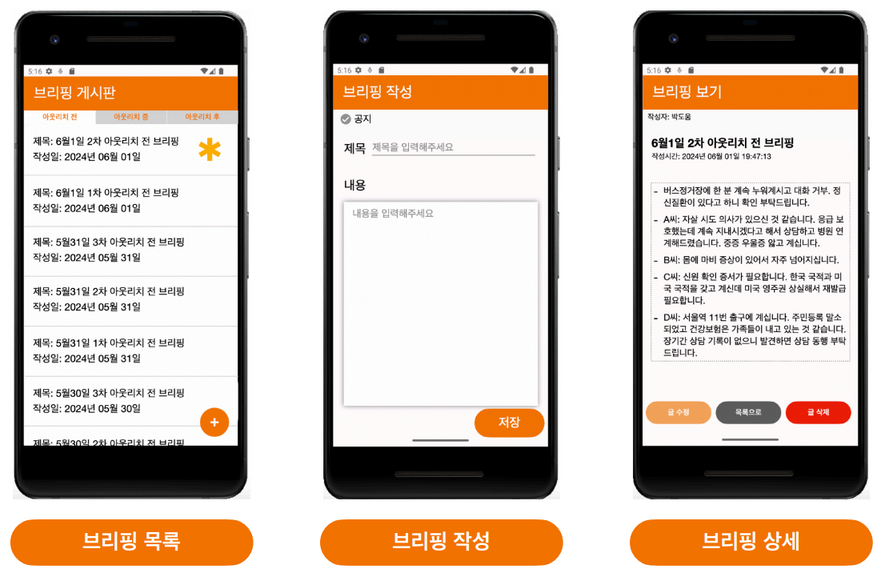 5:16
브리핑 게시판
아웃리치 전 아웃리치 중 아웃리치 후
제목: 6월1일 2차 아웃리치 전 브리핑
작성일: 2024년 06월 01일
제목: 6월1일 1차 아웃리치 전 브리핑
작성일: 2024년 06월 01일
제목: 5월31일 3차 아웃리치 전 브리핑
작성일: 2024년 05월 31일
제목: 5월31일 2차 아웃리치 전 브리핑
작성일: 2024년 05월 31일
제목: 5월31일 1차 아웃리치 전 브리핑
작성일: 2024년 05월 31일
제목: 5월30일 3차 아웃리치 전 브리핑
작성일: 2024년 05월 30일
+
제목: 5월30일 2차 아웃리치 전 브리핑
브리핑 목록
5:16
브리핑 작성
공지
제목 제목을 입력해주세요
내용
내용을 입력해주세요
저장
브리핑 작성
5:16
브리핑 보기
작성자: 박도움
6월1일 2차 아웃리치 전 브리핑
작성시간: 2024년 06월 01일 19:47:13
- 버스정거장에 한 분 계속 누워계시고 대화 거부. 정
신질환이 있다고 하니 확인 부탁드립니다.
- A씨: 자살 시도 의사가 있으신 것 같습니다. 응급 보
호했는데 계속 지내시겠다고 해서 상담하고 병원 연
계해드렸습니다. 중증 우울증 앓고 계십니다.
- B씨: 몸에 마비 증상이 있어서 자주 넘어지십니다.
- C씨: 신원 확인 증서가 필요합니다. 한국 국적과 미
국 국적을 갖고 계신데 미국 영주권 상실해서 재발급
필요합니다.
- D씨: 서울역 11번 출구에 계십니다. 주민등록 말소
되었고 건강보험은 가족들이 내고 있는 것 같습니다.
장기간 상담 기록이 없으니 발견하면 상담 동행 부탁
드립니다.
글 수정 목록으로 글 삭제
브리핑 상세